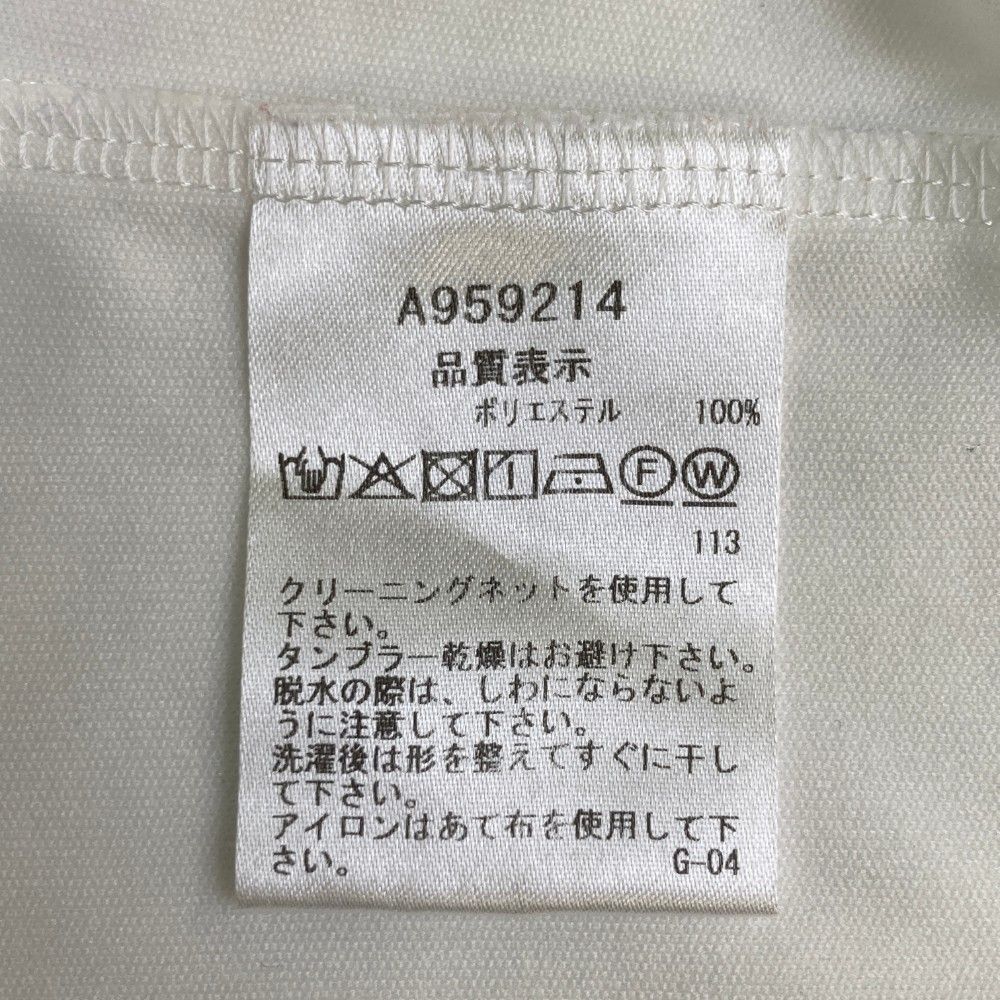 A959214
品質表示
ポリエステル 100%
F W
113
クリーニングネットを使用して
下さい。
タンブラー乾燥はお避け下さい。
脱水の際は、しわにならないよ
うに注意して下さい。
洗濯後は形を整えてすぐに干し
て下さい。
アイロンはあて布を使用して下
さい。 G-04